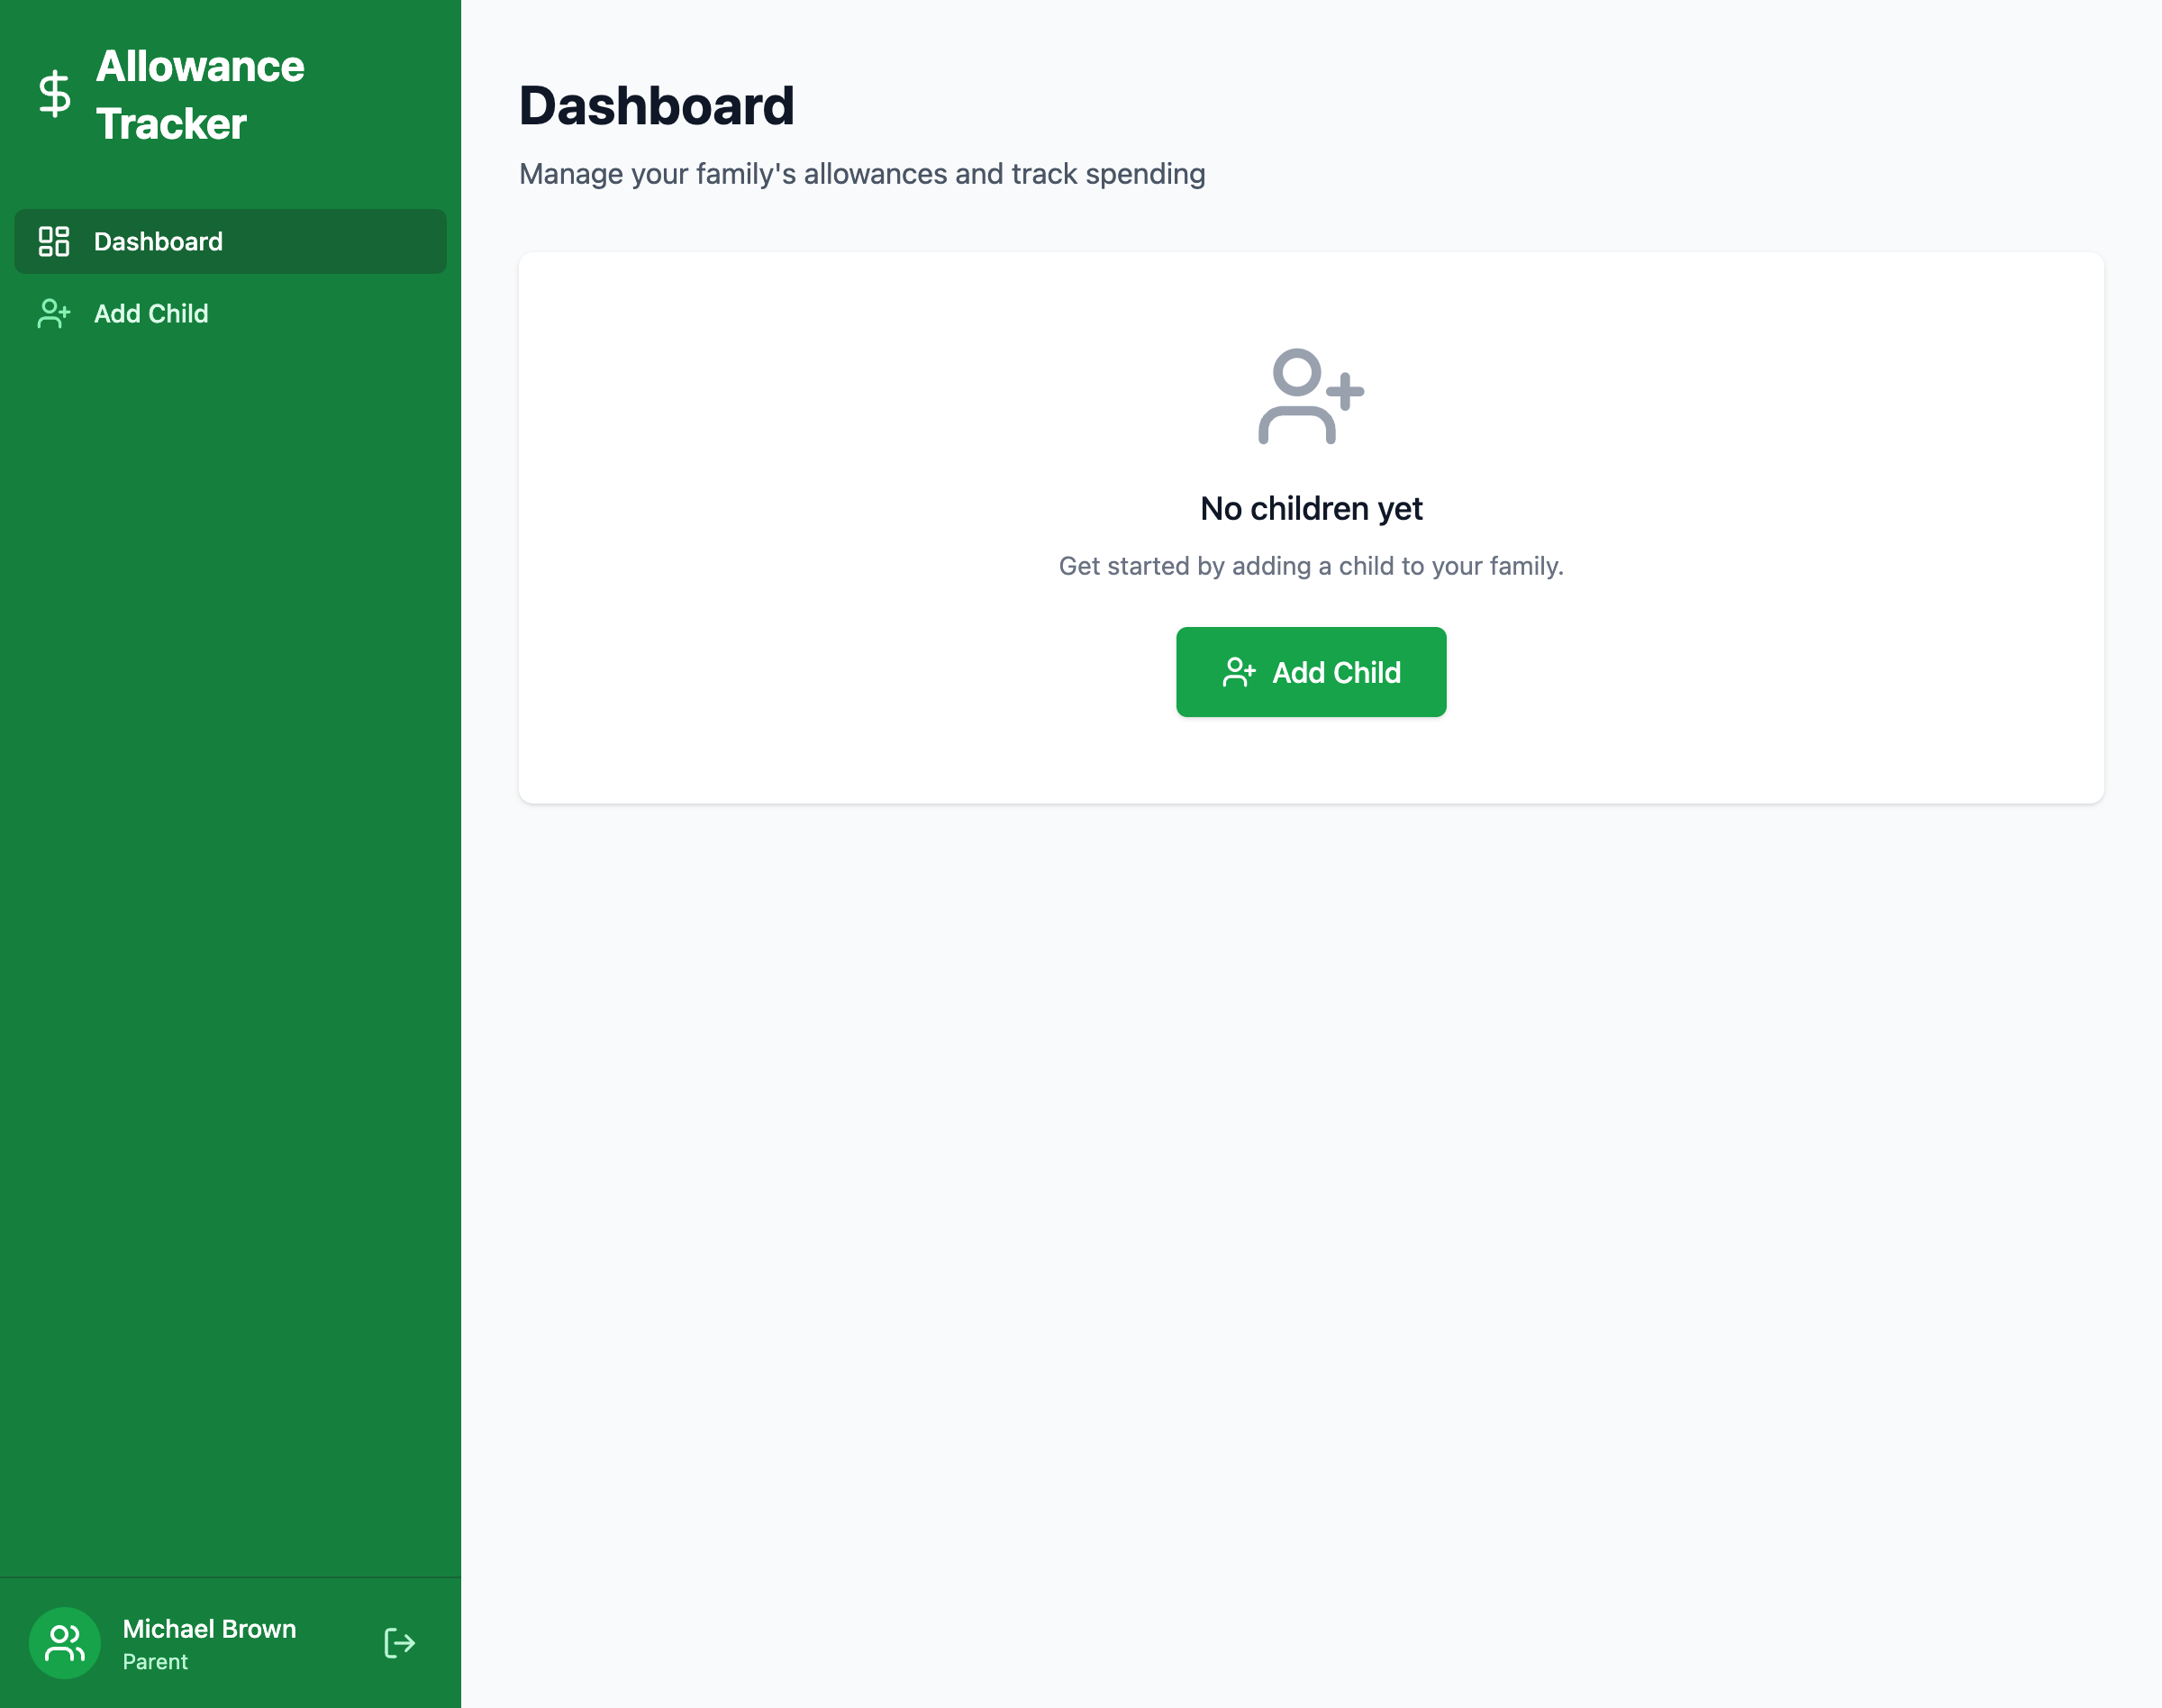 Allowance
Tracker
Dashboard
Add Child
Michael Brown
Parent
Dashboard
Manage your family's allowances and track spending
No children yet
Get started by adding a child to your family.
Add Child